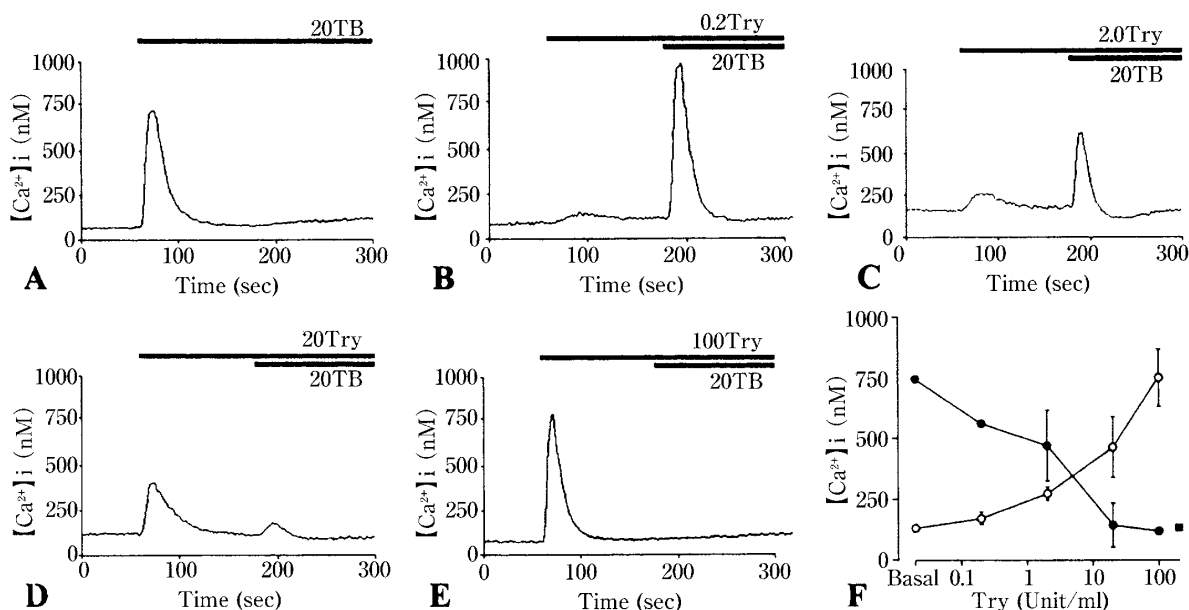 20TB
1000
750
500
250
0
【Ca²⁺】i (nM)
0 100 200 300
Time (sec)
A
0.2Try
20TB
1000
750
500
250
0
【Ca²⁺】i (nM)
0 100 200 300
Time (sec)
B
2.0Try
20TB
1000
750
500
250
0
【Ca²⁺】i (nM)
0 100 200 300
Time (sec)
C
20Try
20TB
1000
750
500
250
0
【Ca²⁺】i (nM)
0 100 200 300
Time (sec)
D
100Try
20TB
1000
750
500
250
0
【Ca²⁺】i (nM)
0 100 200 300
Time (sec)
E
1000
750
500
250
0
【Ca²⁺】i (nM)
Basal 0.1 1 10 100
Try (Unit/ml)
F